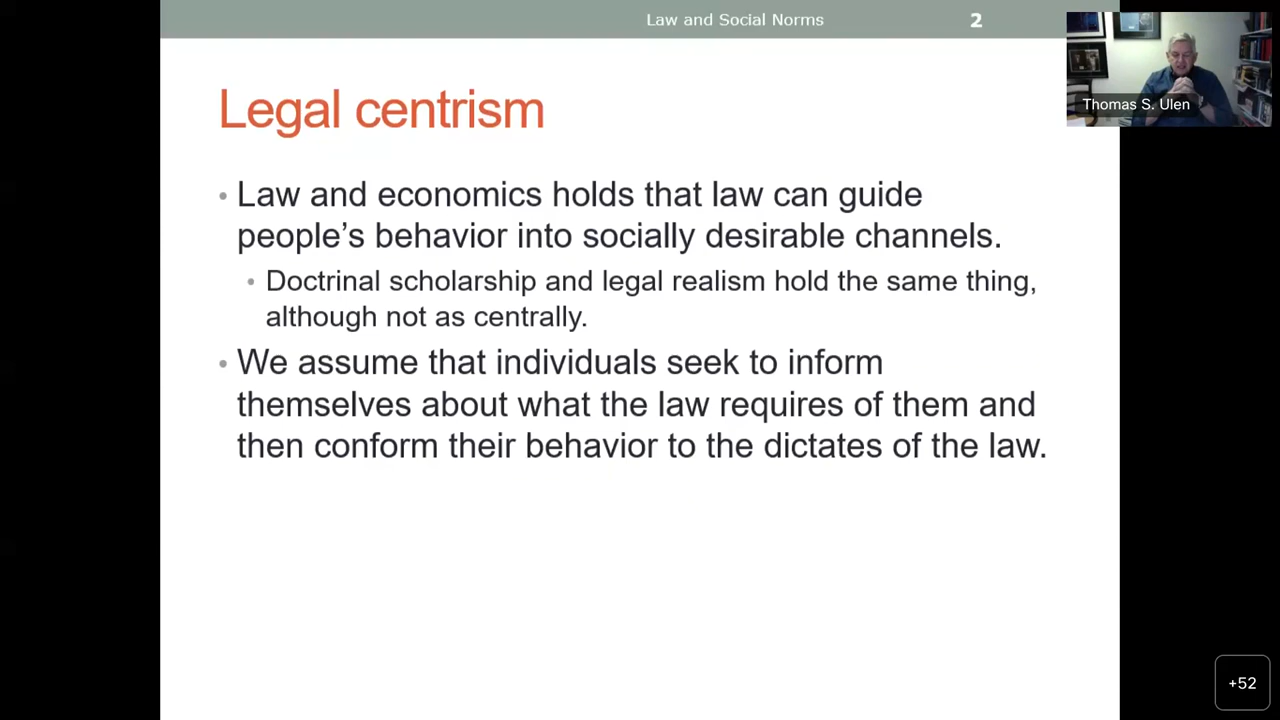 Law and Social Norms 2
Thomas S. Ulen
Legal centrism
• Law and economics holds that law can guide
people’s behavior into socially desirable channels.
• Doctrinal scholarship and legal realism hold the same thing,
although not as centrally.
• We assume that individuals seek to inform
themselves about what the law requires of them and
then conform their behavior to the dictates of the law.
+52